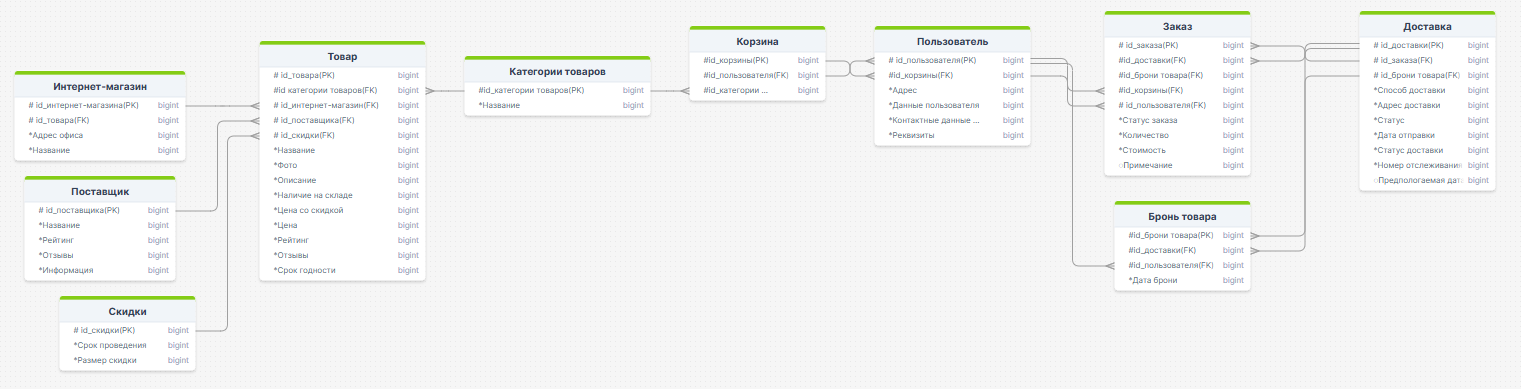 Интернет-магазин
# id_интернет-магазина(PK) bigint
# id_товара(FK) bigint
*Адрес офиса bigint
*Название bigint
Поставщик
# id_поставщика(PK) bigint
*Название bigint
*Рейтинг bigint
*Отзывы bigint
*Информация bigint
Скидки
# id_скидки(PK) bigint
*Срок проведения bigint
*Размер скидки bigint
Товар
# id_товара(PK) bigint
#id категории товаров(FK) bigint
# id_интернет-магазин(FK) bigint
# id_поставщика(FK) bigint
# id_скидки(FK) bigint
*Название bigint
*Фото bigint
*Описание bigint
*Наличие на складе bigint
*Цена со скидкой bigint
*Цена bigint
*Рейтинг bigint
*Отзывы bigint
*Срок годности bigint
Категории товаров
#id_категории товаров(PK) bigint
*Название bigint
Корзина
#id_корзины(PK) bigint
#id_пользователя(FK) bigint
#id_категории ... bigint
Пользователь
# id_пользователя(PK) bigint
#id_корзины(FK) bigint
*Адрес bigint
*Данные пользователя bigint
*Контактные данные ... bigint
*Реквизиты bigint
Заказ
# id_заказа(PK) bigint
#id_доставки(FK) bigint
#id_брони товара(FK) bigint
#id_корзины(FK) bigint
# id_пользователя(FK) bigint
*Статус заказа bigint
*Количество bigint
*Стоимость bigint
○Примечание bigint
Бронь товара
#id_брони товара(PK) bigint
#id_доставки(FK) bigint
#id_пользователя(FK) bigint
*Дата брони bigint
Доставка
# id_доставки(PK) bigint
# id_заказа(FK) bigint
# id_брони товара(FK) bigint
*Способ доставки bigint
*Адрес доставки bigint
*Статус bigint
*Дата отправки bigint
*Статус доставки bigint
*Номер отслеживания bigint
○Предпологаемая дат bigint